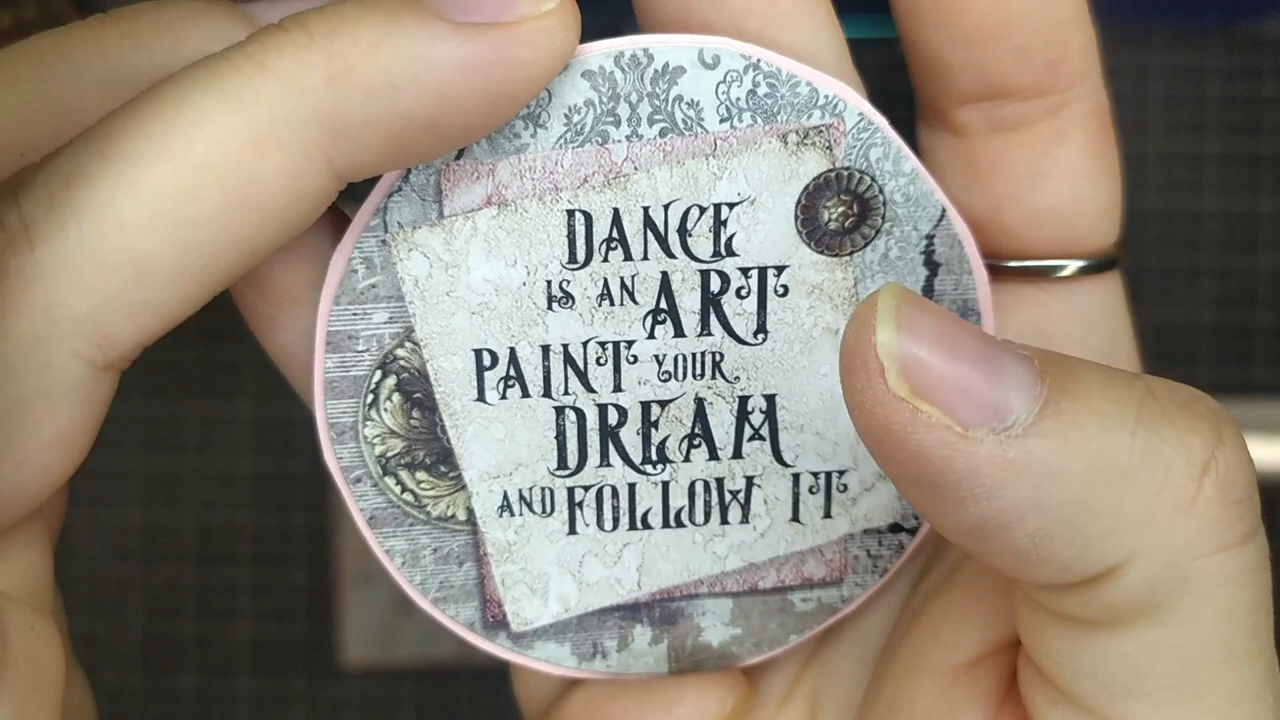 DANCE
IS AN ART
PAINT YOUR
DREAM
AND FOLLOW IT